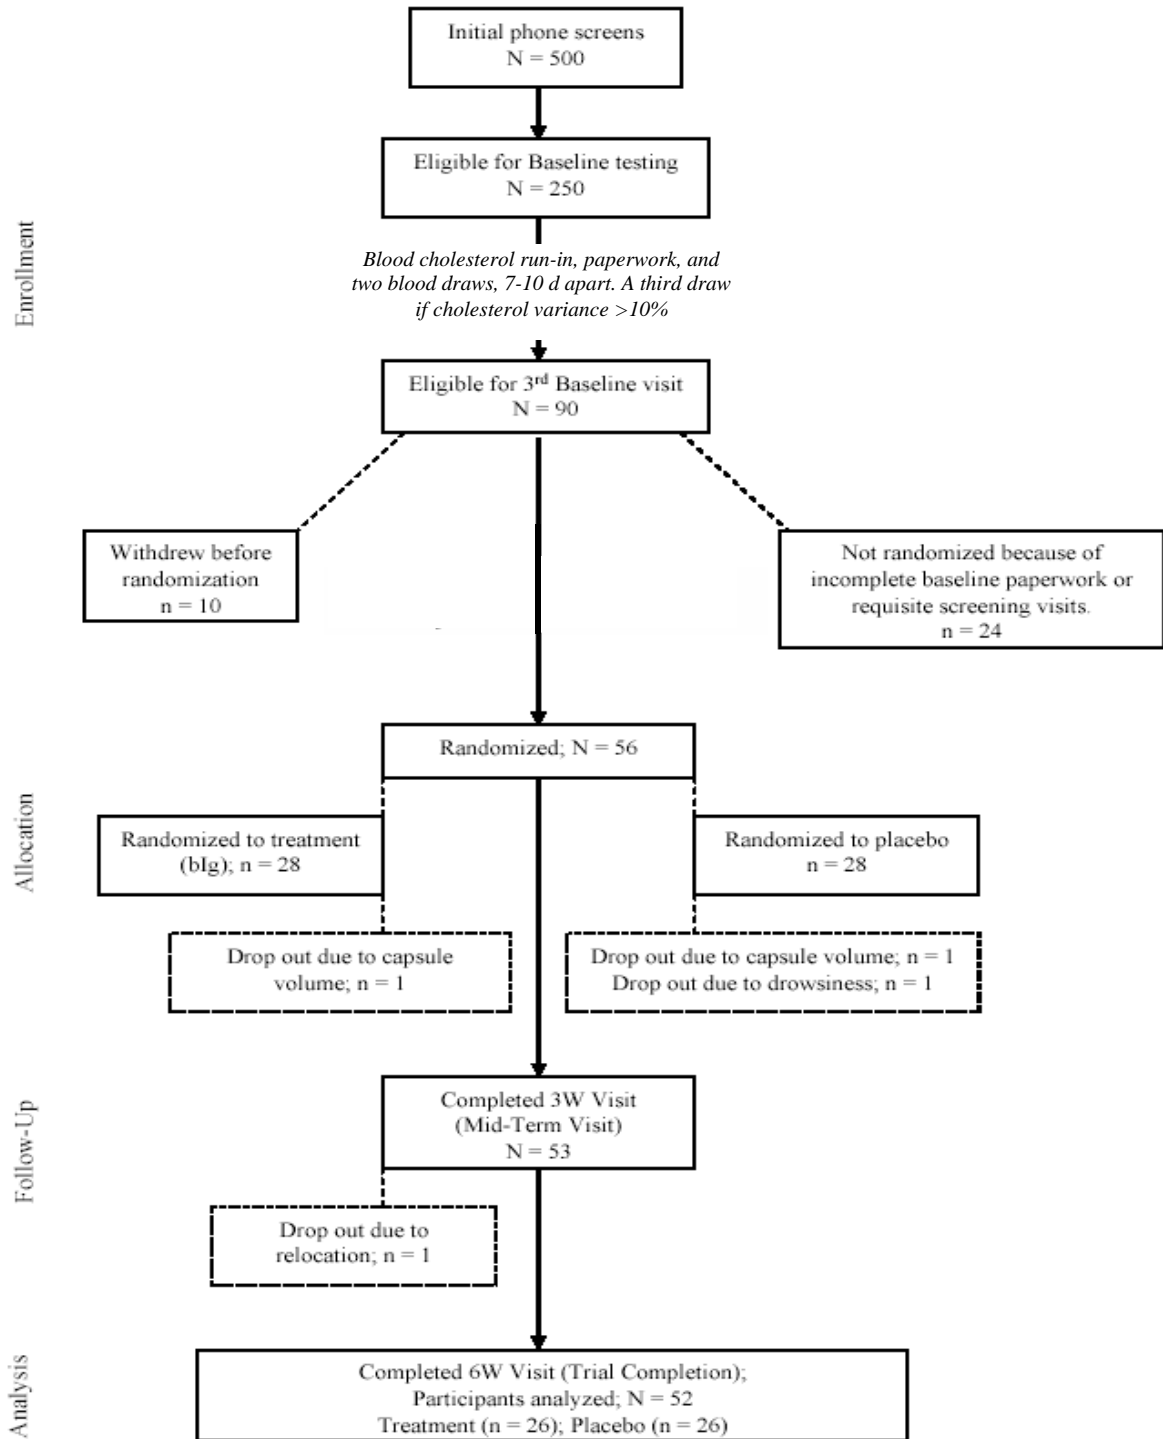 Initial phone screens
N = 500
Eligible for Baseline testing
N = 250
Enrollment
Blood cholesterol run-in, paperwork, and
two blood draws, 7-10 d apart. A third draw
if cholesterol variance >10%
Eligible for 3rd Baseline visit
N = 90
Withdrew before
randomization
n = 10
Not randomized because of
incomplete baseline paperwork or
requisite screening visits.
n = 24
Randomized; N = 56
Allocation
Randomized to treatment
(bIg); n = 28
Randomized to placebo
n = 28
Drop out due to capsule
volume; n = 1
Drop out due to capsule volume; n = 1
Drop out due to drowsiness; n = 1
Follow-Up
Completed 3W Visit
(Mid-Term Visit)
N = 53
Drop out due to
relocation; n = 1
Analysis
Completed 6W Visit (Trial Completion);
Participants analyzed; N = 52
Treatment (n = 26); Placebo (n = 26)